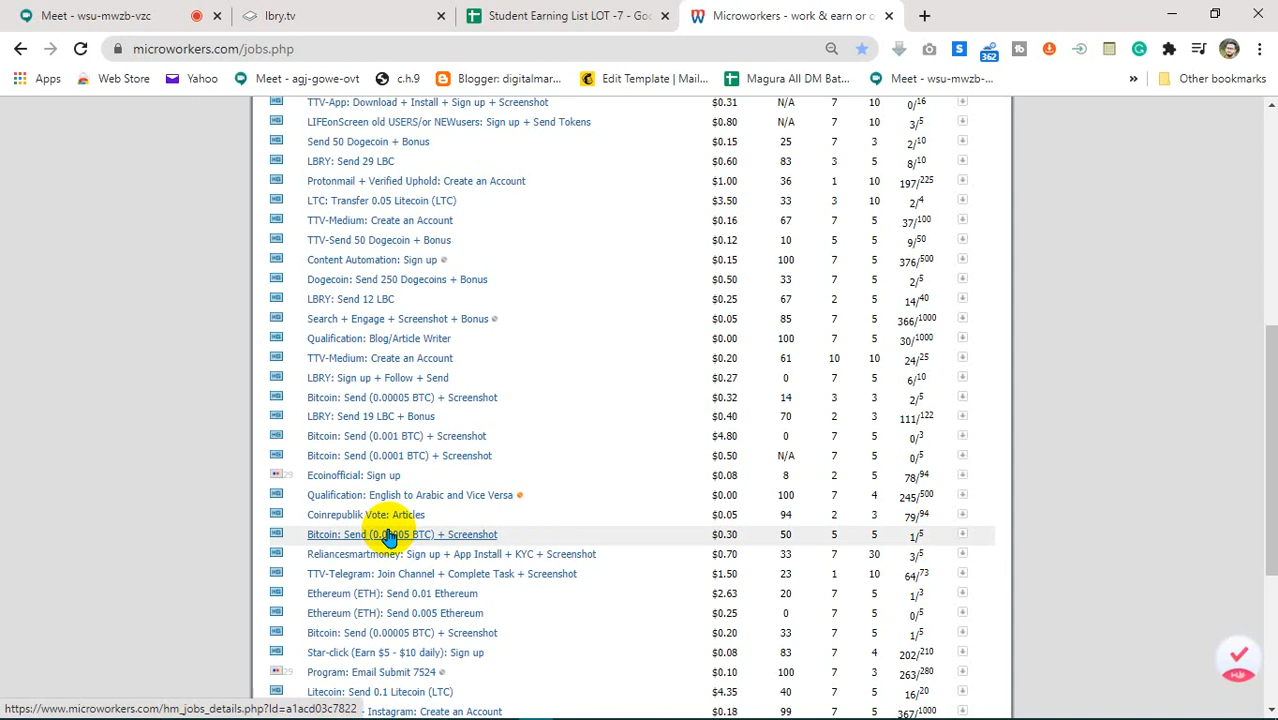 Meet - wsu-mwzb-vzc
lbry.tv
Student Earning List LOT -7 - Goo
Microworkers - work & earn or c
microworkers.com/jobs.php
362
Apps
Web Store
Yahoo
Meet - agj-gowe-ovt
c.h.9
Blogger: digitalmar...
Edit Template | Mail...
Magura All DM Bat...
Meet - wsu-mwzb-...
»
Other bookmarks
TTV-App: Download + Install + Sign up + Screenshot $0.31 N/A 7 10 0/16
LIFEonScreen old USERS/or NEWusers: Sign up + Send Tokens $0.80 N/A 7 10 3/5
Send 50 Dogecoin + Bonus $0.15 25 7 3 2/10
LBRY: Send 29 LBC $0.60 83 3 5 8/10
Protonmail + Verified Uphold: Create an Account $1.00 36 1 10 197/225
LTC: Transfer 0.05 Litecoin (LTC) $3.50 33 3 10 2/4
TTV-Medium: Create an Account $0.16 67 7 5 37/100
TTV-Send 50 Dogecoin + Bonus $0.12 10 5 5 9/50
Content Automation: Sign up $0.15 100 7 5 376/500
Dogecoin: Send 250 Dogecoins + Bonus $0.50 33 7 5 2/5
LBRY: Send 12 LBC $0.25 67 2 5 14/40
Search + Engage + Screenshot + Bonus $0.05 85 7 5 366/1000
Qualification: Blog/Article Writer $0.00 100 7 5 30/1000
TTV-Medium: Create an Account $0.20 61 10 10 24/25
LBRY: Sign up + Follow + Send $0.27 0 7 5 6/10
Bitcoin: Send (0.00005 BTC) + Screenshot $0.32 14 3 3 2/5
LBRY: Send 19 LBC + Bonus $0.40 70 2 3 111/122
Bitcoin: Send (0.001 BTC) + Screenshot $4.80 0 7 5 0/3
Bitcoin: Send (0.0001 BTC) + Screenshot $0.50 N/A 7 5 0/5
29 Ecoinofficial: Sign up $0.08 8 2 5 78/94
Qualification: English to Arabic and Vice Versa $0.00 100 7 4 245/500
Coinrepublik Vote: Articles $0.05 94 2 3 79/94
Bitcoin: Send (0.00005 BTC) + Screenshot $0.30 50 5 5 1/5
Reliancesmartmoney: Sign up + App Install + KYC + Screenshot $0.70 33 7 30 3/5
TTV-Telegram: Join Channel + Complete Task + Screenshot $1.50 23 1 10 64/73
Ethereum (ETH): Send 0.01 Ethereum $2.63 20 7 5 1/3
Ethereum (ETH): Send 0.005 Ethereum $0.25 0 7 5 0/5
Bitcoin: Send (0.00005 BTC) + Screenshot $0.20 33 7 5 1/5
Star-click (Earn $5 - $10 daily): Sign up $0.08 83 7 4 202/210
29 Program: Email Submit 7524 $0.10 100 7 3 263/280
Litecoin: Send 0.1 Litecoin (LTC) $4.35 40 7 5 16/20
Instagram: Create an Account $0.18 99 7 5 367/1000
https://www.microworkers.com/hm_jobs_details.php?Id=a1acd03c7822